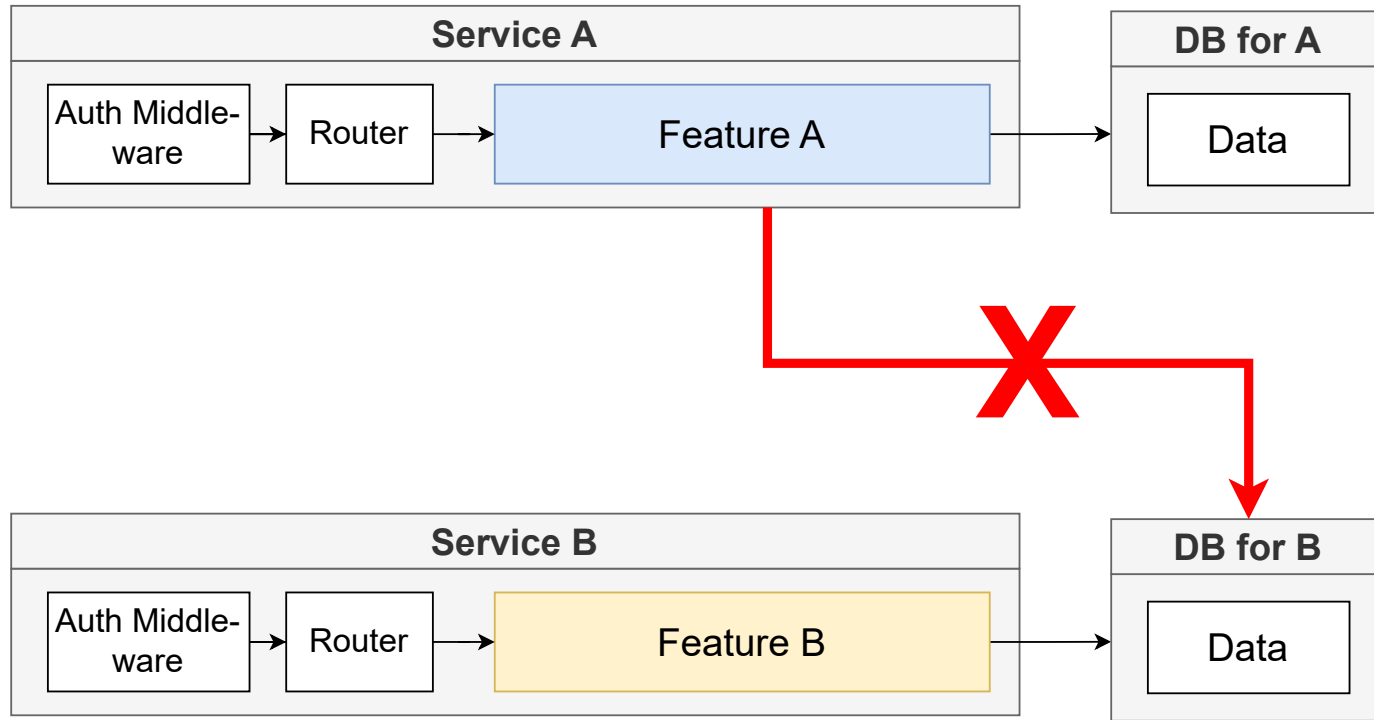 Service A
DB for A
Auth Middle-
ware
Router
Feature A
Data
X
Service B
DB for B
Auth Middle-
ware
Router
Feature B
Data